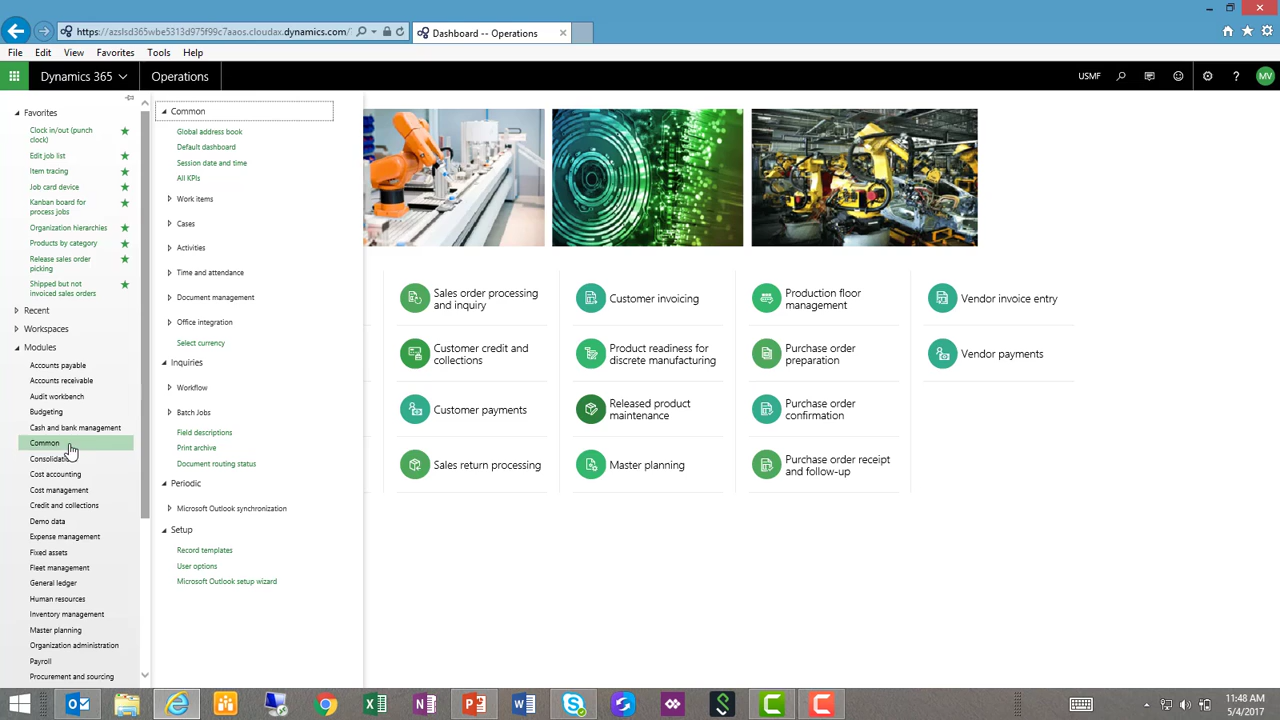 https://azslsd365wbe5313d975f99c7aaos.cloudax.dynamics.com/
Dashboard -- Operations
File Edit View Favorites Tools Help
Dynamics 365
Operations
USMF
MV
Favorites
Clock in/out (punch
clock)
Edit job list
Item tracing
Job card device
Kanban board for
process jobs
Organization hierarchies
Products by category
Release sales order
picking
Shipped but not
invoiced sales orders
Recent
Workspaces
Modules
Accounts payable
Accounts receivable
Audit workbench
Budgeting
Cash and bank management
Common
Cost accounting
Cost management
Credit and collections
Demo data
Expense management
Fixed assets
Fleet management
General ledger
Human resources
Inventory management
Master planning
Organization administration
Payroll
Procurement and sourcing
Common
Global address book
Default dashboard
Session date and time
All KPIs
Work items
Cases
Activities
Time and attendance
Document management
Office integration
Select currency
Inquiries
Workflow
Batch Jobs
Field descriptions
Print archive
Document routing status
Periodic
Microsoft Outlook synchronization
Setup
Record templates
User options
Microsoft Outlook setup wizard
Sales order processing
and inquiry
Customer credit and
collections
Customer payments
Sales return processing
Customer invoicing
Product readiness for
discrete manufacturing
Released product
maintenance
Master planning
Production floor
management
Purchase order
preparation
Purchase order
confirmation
Purchase order receipt
and follow-up
Vendor invoice entry
Vendor payments
11:48 AM
5/4/2017